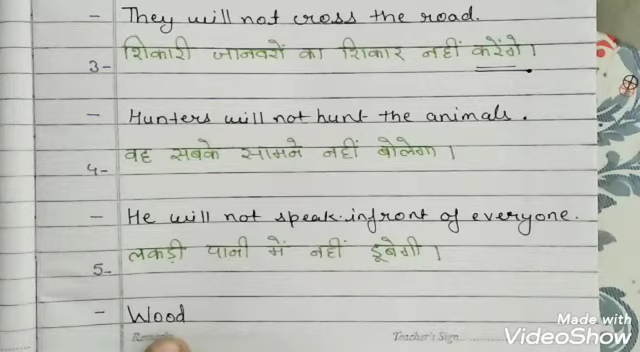 - They will not cross the road.
3- शिकारी जानवरों का शिकार नहीं करेंगे।
- Hunters will not hunt the animals.
4- वह सबके सामने नहीं बोलेगा।
- He will not speak infront of everyone.
5- लकड़ी पानी में नहीं डूबेगी।
- Wood
Teacher's Sign..............
Made with
VideoShow